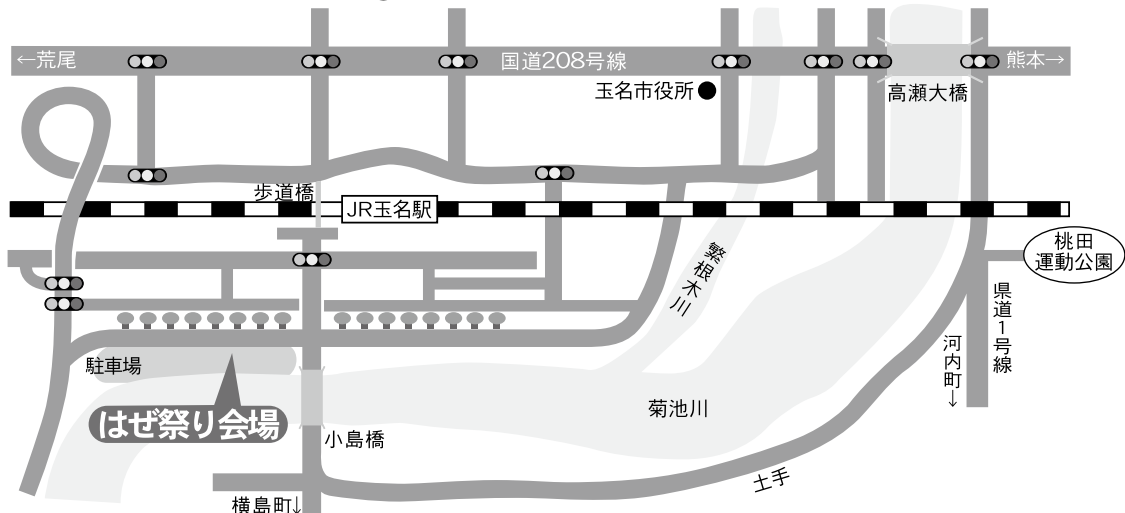 ←荒尾
国道208号線
熊本→
玉名市役所
高瀬大橋
歩道橋
JR玉名駅
桃田
運動公園
繁根木川
県道1号線
河内町→
駐車場
はぜ祭り会場
菊池川
小島橋
土手
横島町↓